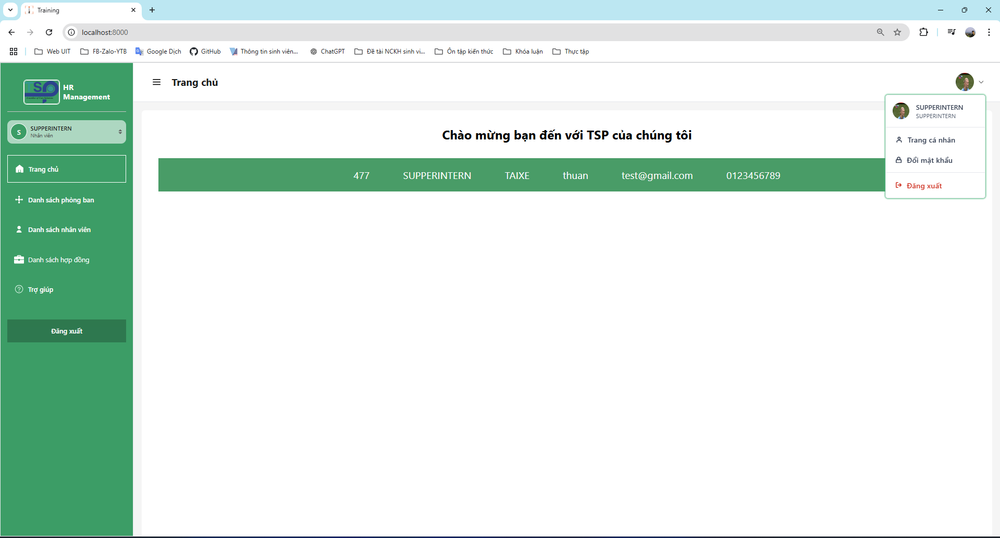 Training
localhost:8000
Web UIT
FB-Zalo-YTB
Google Dịch
GitHub
Thông tin sinh viên...
ChatGPT
Đề tài NCKH sinh vi...
Ôn tập kiến thức
Khóa luận
Thực tập
HR
Management
SUPPERINTERN
Nhân viên
S
Trang chủ
Danh sách phòng ban
Danh sách nhân viên
Danh sách hợp đồng
Trợ giúp
Đăng xuất
Trang chủ
Chào mừng bạn đến với TSP của chúng tôi
477 SUPPERINTERN TAIXE thuan test@gmail.com 0123456789
SUPPERINTERN
SUPPERINTERN
Trang cá nhân
Đổi mật khẩu
Đăng xuất